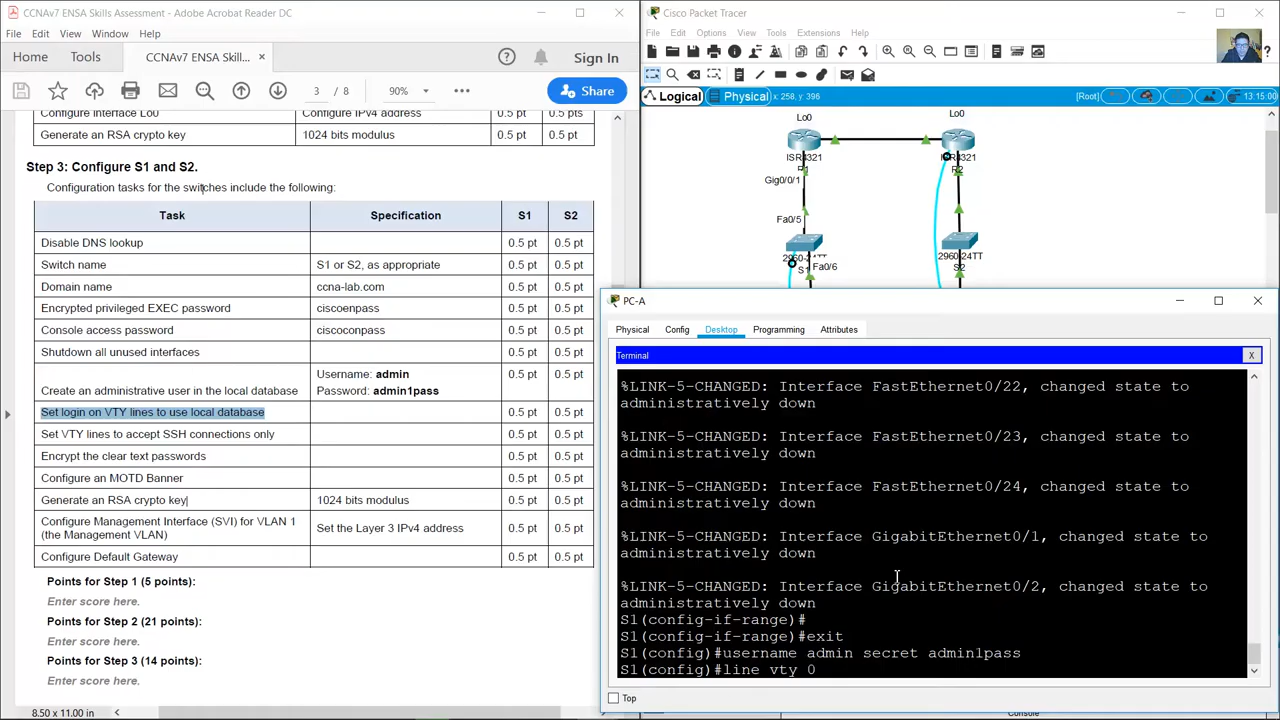 CCNAv7 ENSA Skills Assessment - Adobe Acrobat Reader DC
File Edit View Window Help
Home Tools CCNAv7 ENSA Skill... × Sign In
3 / 8 90% Share
Configure Interface Lo0 Configure IPv4 address 0.5 pt 0.5 pts
Generate an RSA crypto key 1024 bits modulus 0.5 pt 0.5 pt
Step 3: Configure S1 and S2.
Configuration tasks for the switches include the following:
Task Specification S1 S2
Disable DNS lookup 0.5 pt 0.5 pt
Switch name S1 or S2, as appropriate 0.5 pt 0.5 pt
Domain name ccna-lab.com 0.5 pt 0.5 pt
Encrypted privileged EXEC password ciscoenpass 0.5 pt 0.5 pt
Console access password ciscoconpass 0.5 pt 0.5 pt
Shutdown all unused interfaces 0.5 pt 0.5 pt
Username: admin 0.5 pt 0.5 pt
Create an administrative user in the local database Password: admin1pass
Set login on VTY lines to use local database 0.5 pt 0.5 pt
Set VTY lines to accept SSH connections only 0.5 pt 0.5 pt
Encrypt the clear text passwords 0.5 pt 0.5 pt
Configure an MOTD Banner 0.5 pt 0.5 pt
Generate an RSA crypto key 1024 bits modulus 0.5 pt 0.5 pt
Configure Management Interface (SVI) for VLAN 1
(the Management VLAN) Set the Layer 3 IPv4 address 0.5 pt 0.5 pt
Configure Default Gateway 0.5 pt 0.5 pt
Points for Step 1 (5 points):
Enter score here.
Points for Step 2 (21 points):
Enter score here.
Points for Step 3 (14 points):
Enter score here.
8.50 x 11.00 in
Cisco Packet Tracer
File Edit Options View Tools Extensions Help
Logical Physical x: 258, y: 396 [Root] 13:15:00
Lo0 Lo0
ISR4321 ISR4321
R2
Gig0/0/1
Fa0/5
2960-24TT
S2
Fa0/6
PC-A
Physical Config Desktop Programming Attributes
Terminal X
%LINK-5-CHANGED: Interface FastEthernet0/22, changed state to
administratively down
%LINK-5-CHANGED: Interface FastEthernet0/23, changed state to
administratively down
%LINK-5-CHANGED: Interface FastEthernet0/24, changed state to
administratively down
%LINK-5-CHANGED: Interface GigabitEthernet0/1, changed state to
administratively down
%LINK-5-CHANGED: Interface GigabitEthernet0/2, changed state to
administratively down
S1(config-if-range)#
S1(config-if-range)#exit
S1(config)#username admin secret admin1pass
S1(config)#line vty 0
Top